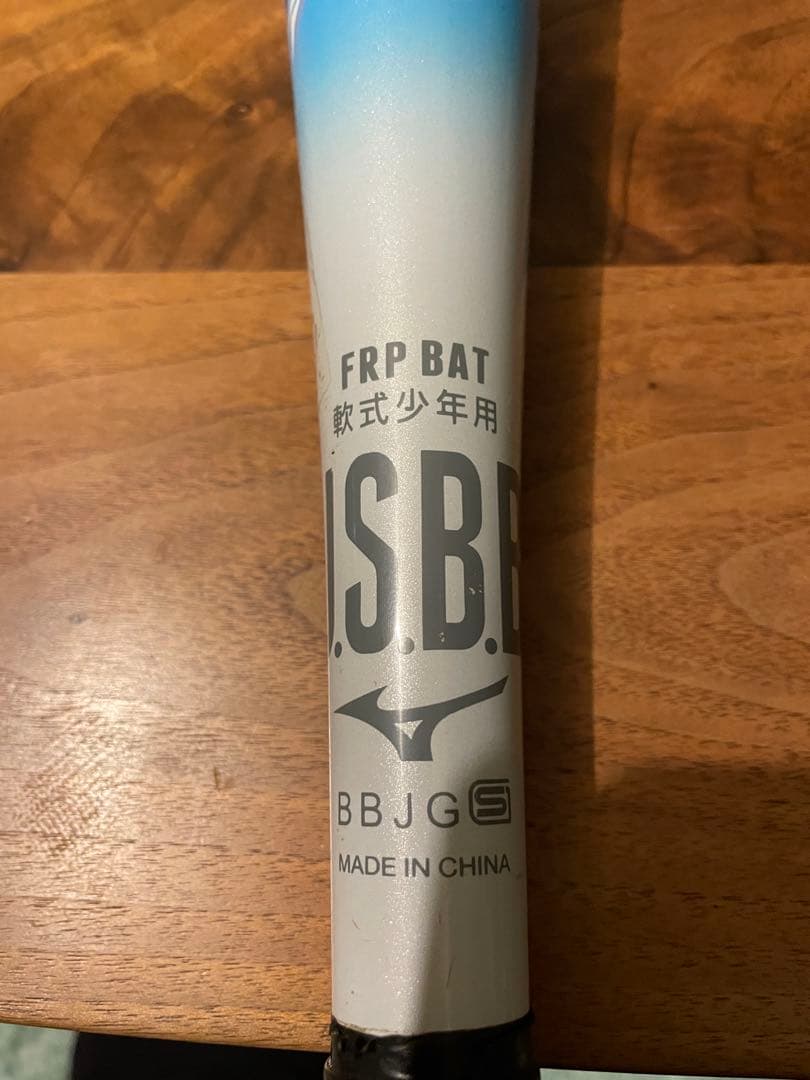 FRP BAT
軟式少年用
J.S.B.B
BBJG S
MADE IN CHINA